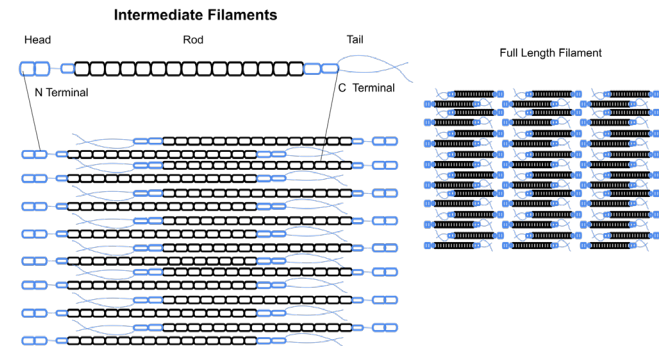 Intermediate Filaments
Head
Rod
Tail
Full Length Filament
N Terminal
C Terminal